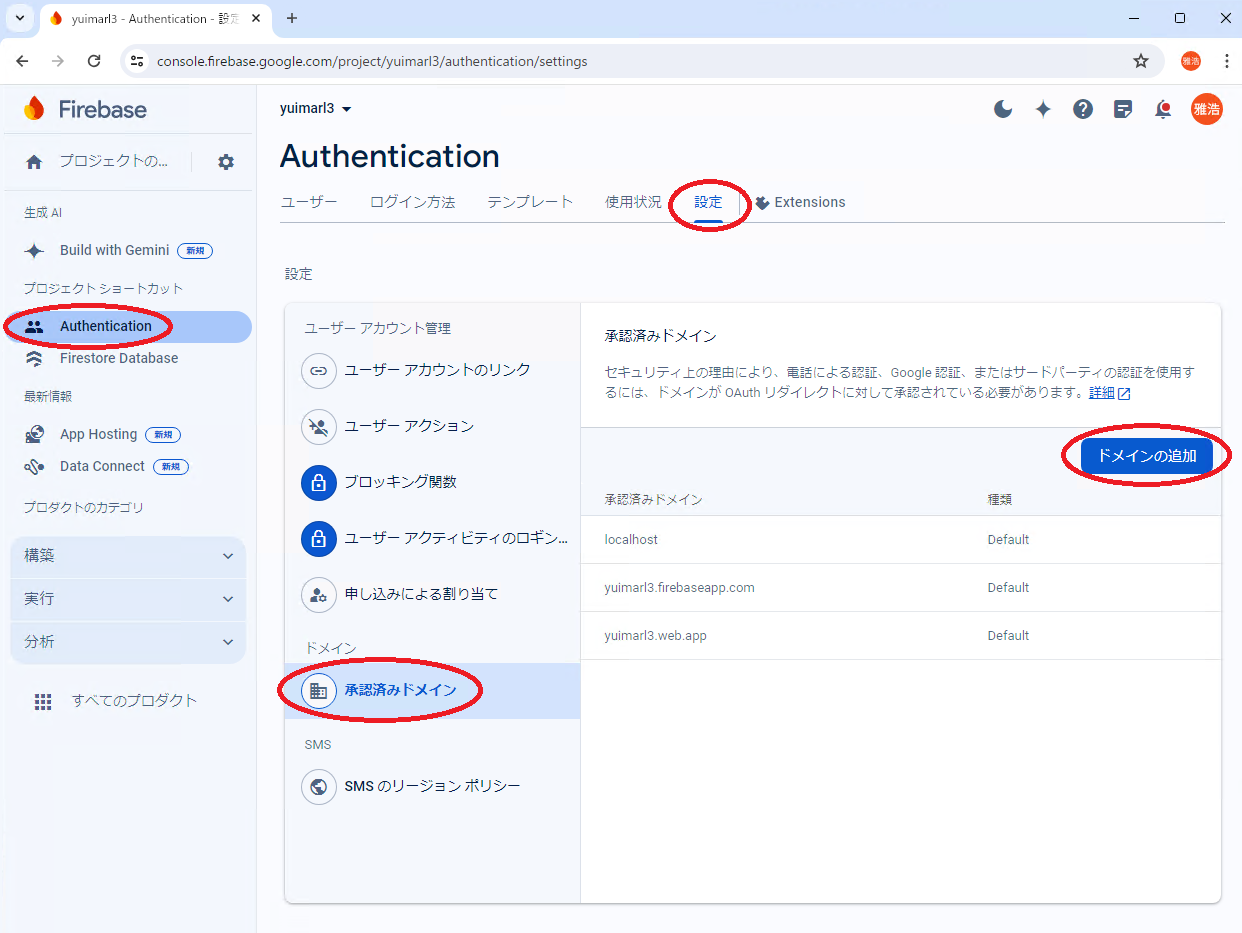 yuimarl3 - Authentication - 設定
console.firebase.google.com/project/yuimarl3/authentication/settings
雅浩
Firebase
yuimarl3
雅浩
プロジェクトの...
Authentication
ユーザー ログイン方法 テンプレート 使用状況 設定 Extensions
生成 AI
Build with Gemini 新規
プロジェクト ショートカット
Authentication
Firestore Database
最新情報
App Hosting 新規
Data Connect 新規
プロダクトのカテゴリ
構築
実行
分析
すべてのプロダクト
設定
ユーザー アカウント管理
ユーザー アカウントのリンク
ユーザー アクション
ブロッキング関数
ユーザー アクティビティのロギン...
申し込みによる割り当て
ドメイン
承認済みドメイン
SMS
SMS のリージョン ポリシー
承認済みドメイン
セキュリティ上の理由により、電話による認証、Google 認証、またはサードパーティの認証を使用す
るには、ドメインが OAuth リダイレクトに対して承認されている必要があります。詳細
ドメインの追加
承認済みドメイン 種類
localhost Default
yuimarl3.firebaseapp.com Default
yuimarl3.web.app Default